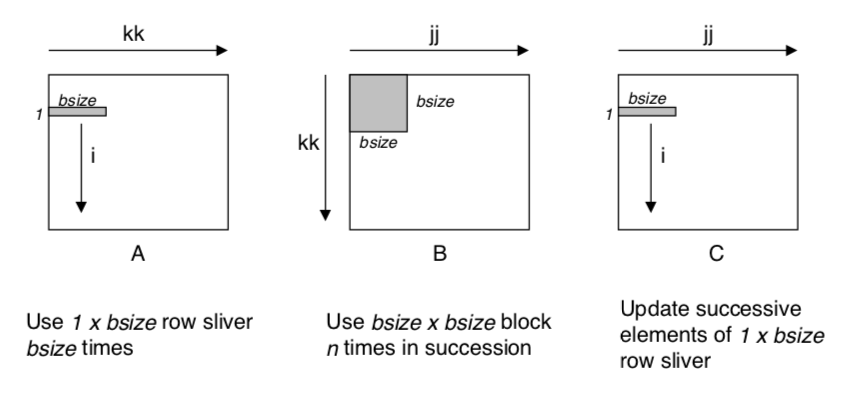 kk
bsize
1
i
A
jj
kk
bsize
bsize
B
jj
bsize
1
i
C
Use 1 x bsize row sliver
bsize times
Use bsize x bsize block
n times in succession
Update successive
elements of 1 x bsize
row sliver